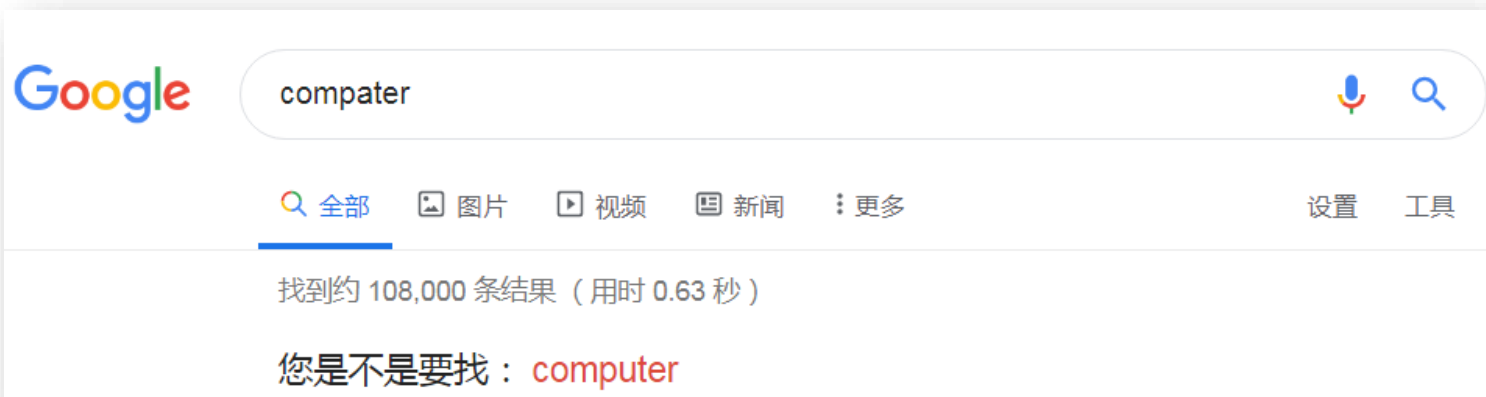 Google compater
全部 图片 视频 新闻 更多 设置 工具
找到约 108,000 条结果 （用时 0.63 秒）
您是不是要找： computer